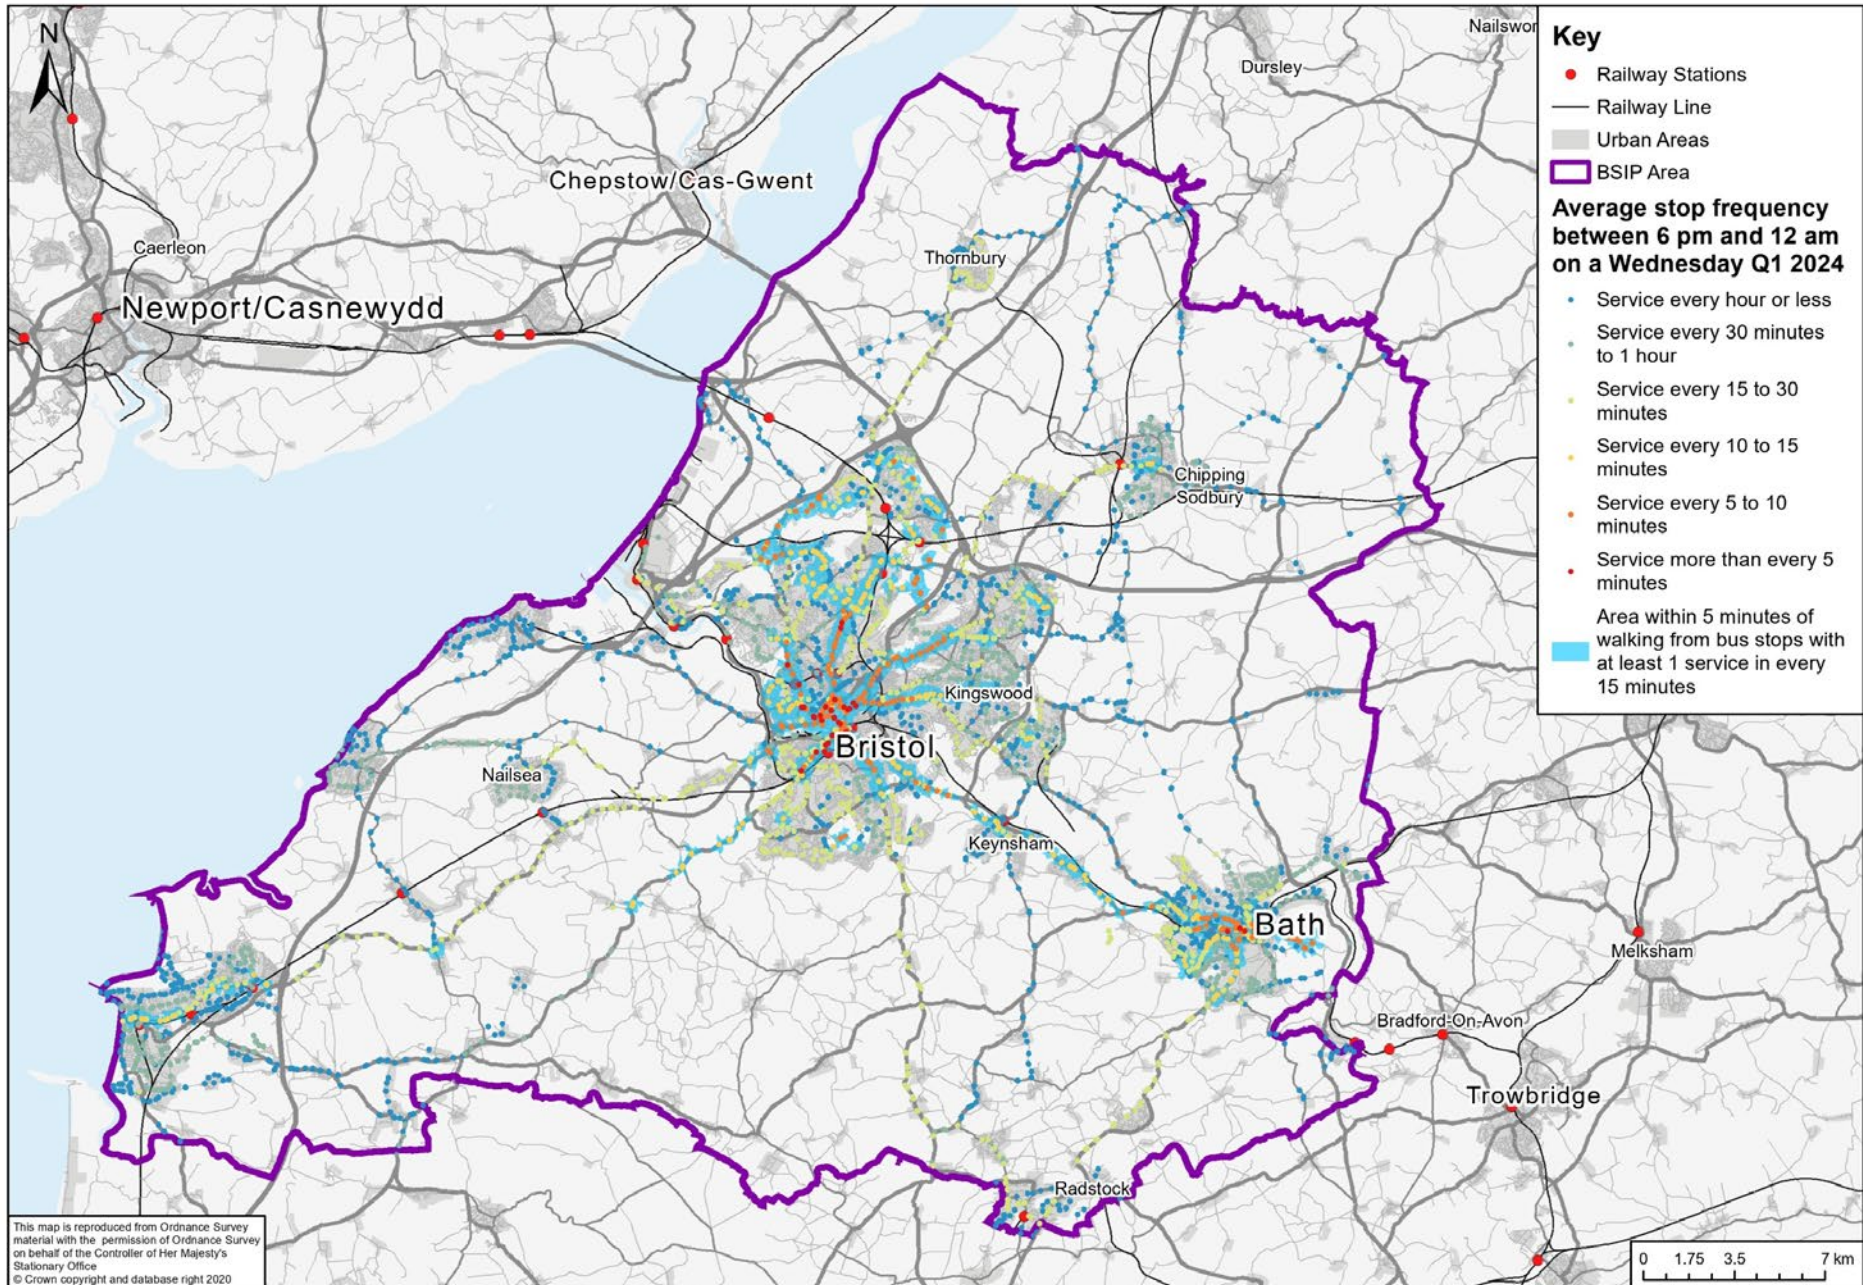 N
Nailswor
Dursley
Chepstow/Cas-Gwent
Caerleon
Thornbury
Newport/Casnewydd
Chipping
Sodbury
Kingswood
Bristol
Nailsea
Keynsham
Bath
Melksham
Bradford-On-Avon
Trowbridge
Radstock
Key
Railway Stations
Railway Line
Urban Areas
BSIP Area
Average stop frequency
between 6 pm and 12 am
on a Wednesday Q1 2024
Service every hour or less
Service every 30 minutes
to 1 hour
Service every 15 to 30
minutes
Service every 10 to 15
minutes
Service every 5 to 10
minutes
Service more than every 5
minutes
Area within 5 minutes of
walking from bus stops with
at least 1 service in every
15 minutes
This map is reproduced from Ordnance Survey
material with the permission of Ordnance Survey
on behalf of the Controller of Her Majesty's
Stationary Office
© Crown copyright and database right 2020
0 1.75 3.5 7 km